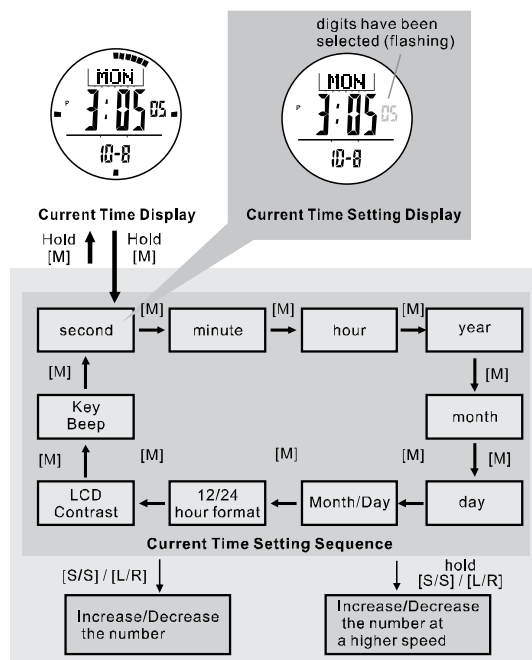 digits have been
selected (flashing)
MON
P 3:05 05
10-8
MON
P 3:05 05
10-8
Current Time Display
Current Time Setting Display
Hold
[M]
Hold
[M]
second
[M]
minute
[M]
hour
[M]
year
[M]
month
[M]
day
[M]
Month/Day
[M]
12/24
hour format
[M]
LCD
Contrast
[M]
Key
Beep
[M]
Current Time Setting Sequence
[S/S] / [L/R]
hold
[S/S] / [L/R]
Increase/Decrease
the number
Increase/Decrease
the number at
a higher speed